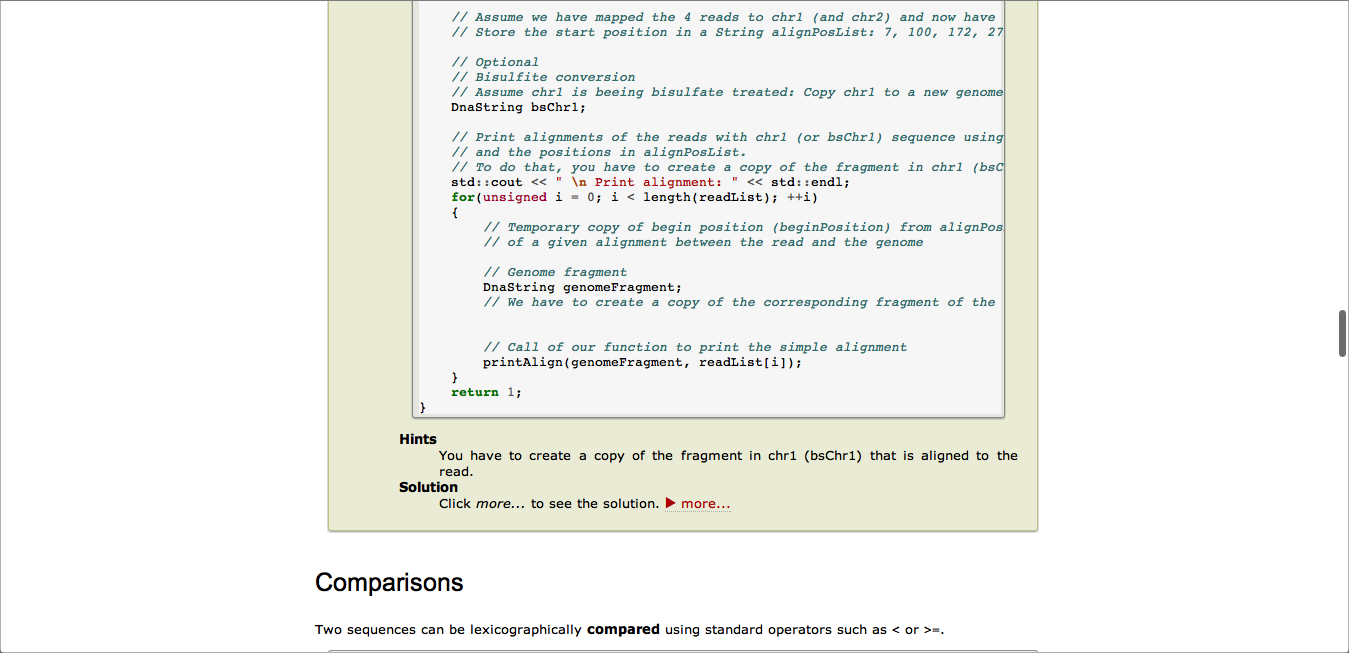 // Assume we have mapped the 4 reads to chr1 (and chr2) and now have
// Store the start position in a String alignPosList: 7, 100, 172, 27
// Optional
// Bisulfite conversion
// Assume chr1 is beeing bisulfate treated: Copy chr1 to a new genome
DnaString bsChr1;
// Print alignments of the reads with chr1 (or bsChr1) sequence using
// and the positions in alignPosList.
// To do that, you have to create a copy of the fragment in chr1 (bsC
std::cout << " \n Print alignment: " << std::endl;
for(unsigned i = 0; i < length(readList); ++i)
{
// Temporary copy of begin position (beginPosition) from alignPos
// of a given alignment between the read and the genome
// Genome fragment
DnaString genomeFragment;
// We have to create a copy of the corresponding fragment of the
// Call of our function to print the simple alignment
printAlign(genomeFragment, readList[i]);
}
return 1;
}
Hints
You have to create a copy of the fragment in chr1 (bsChr1) that is aligned to the
read.
Solution
Click more... to see the solution. ▶ more...
Comparisons
Two sequences can be lexicographically compared using standard operators such as < or >=.